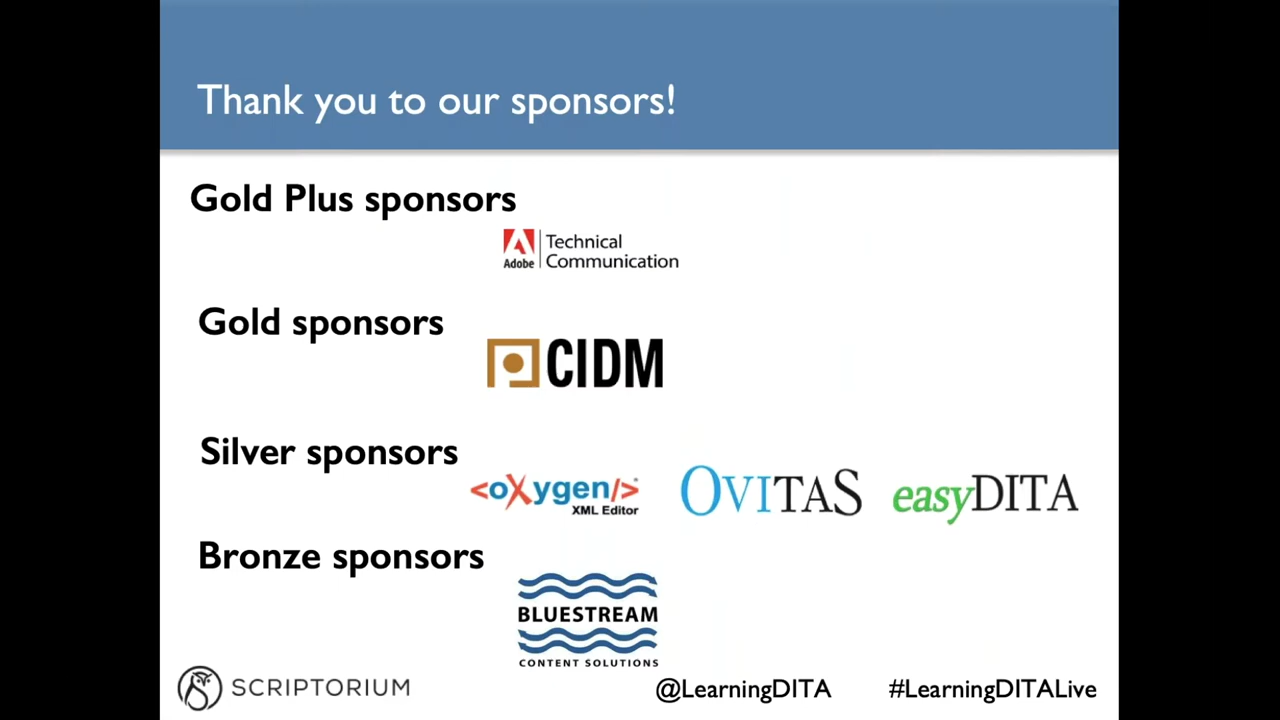 Thank you to our sponsors!
Gold Plus sponsors
Adobe
Technical
Communication
Gold sponsors
CIDM
Silver sponsors
<oXygen/>
XML Editor
OVITAS
easyDITA
Bronze sponsors
BLUESTREAM
CONTENT SOLUTIONS
SCRIPTORIUM
@LearningDITA
#LearningDITALive